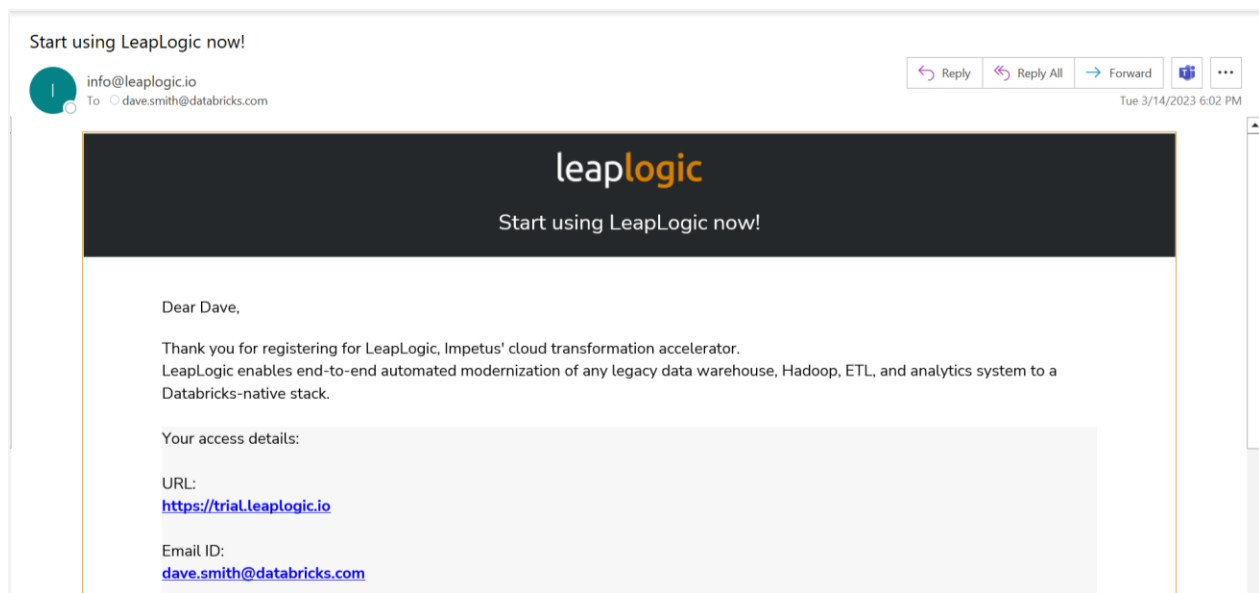 Start using LeapLogic now!
I
info@leaplogic.io
To dave.smith@databricks.com
Reply
Reply All
Forward
Tue 3/14/2023 6:02 PM
leaplogic
Start using LeapLogic now!
Dear Dave,
Thank you for registering for LeapLogic, Impetus' cloud transformation accelerator.
LeapLogic enables end-to-end automated modernization of any legacy data warehouse, Hadoop, ETL, and analytics system to a
Databricks-native stack.
Your access details:
URL:
https://trial.leaplogic.io
Email ID:
dave.smith@databricks.com